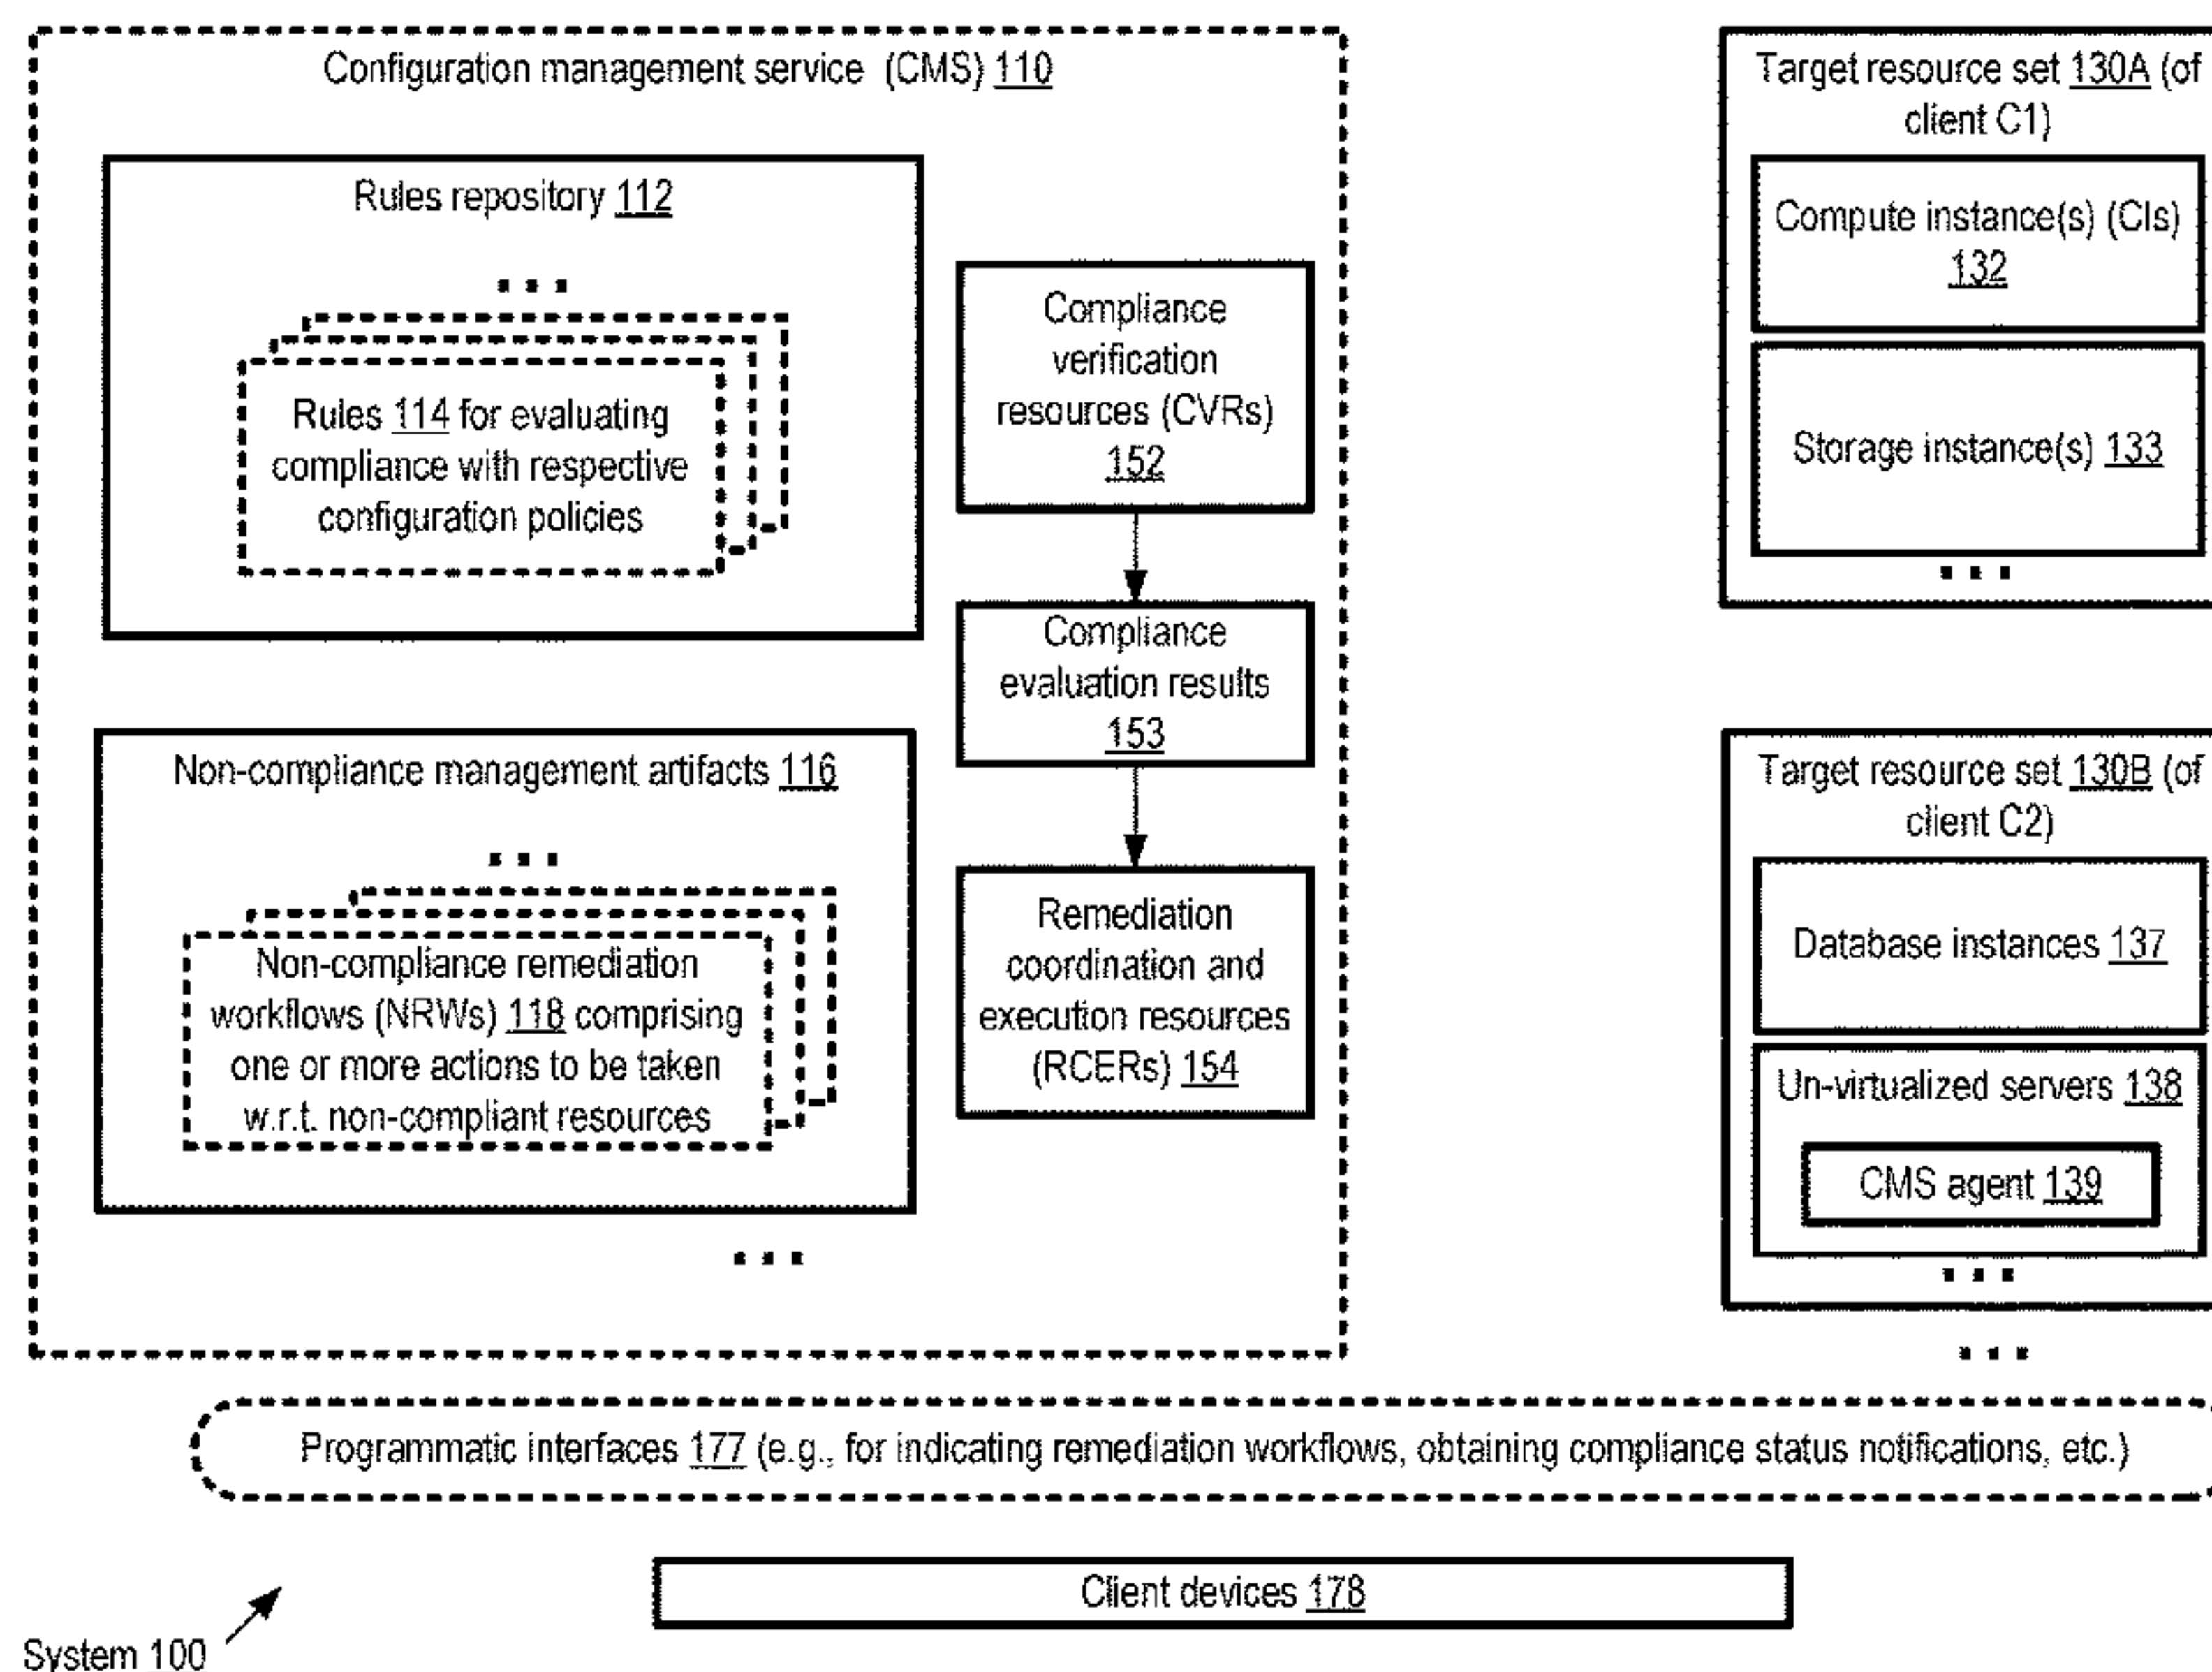 Configuration management service (CMS) 110
Rules repository 112
...
Rules 114 for evaluating
compliance with respective
configuration policies
Compliance
verification
resources (CVRs)
152
Compliance
evaluation results
153
Non-compliance management artifacts 116
...
Non-compliance remediation
workflows (NRWs) 118 comprising
one or more actions to be taken
w.r.t. non-compliant resources
Remediation
coordination and
execution resources
(RCERs) 154
...
Target resource set 130A (of
client C1)
Compute instance(s) (CIs)
132
Storage instance(s) 133
...
Target resource set 130B (of
client C2)
Database instances 137
Un-virtualized servers 138
CMS agent 139
...
...
Programmatic interfaces 177 (e.g., for indicating remediation workflows, obtaining compliance status notifications, etc.)
Client devices 178
System 100